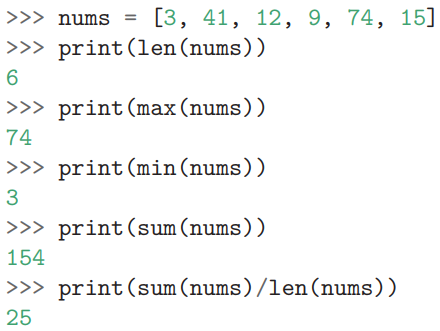 >>> nums = [3, 41, 12, 9, 74, 15]
>>> print(len(nums))
6
>>> print(max(nums))
74
>>> print(min(nums))
3
>>> print(sum(nums))
154
>>> print(sum(nums)/len(nums))
25